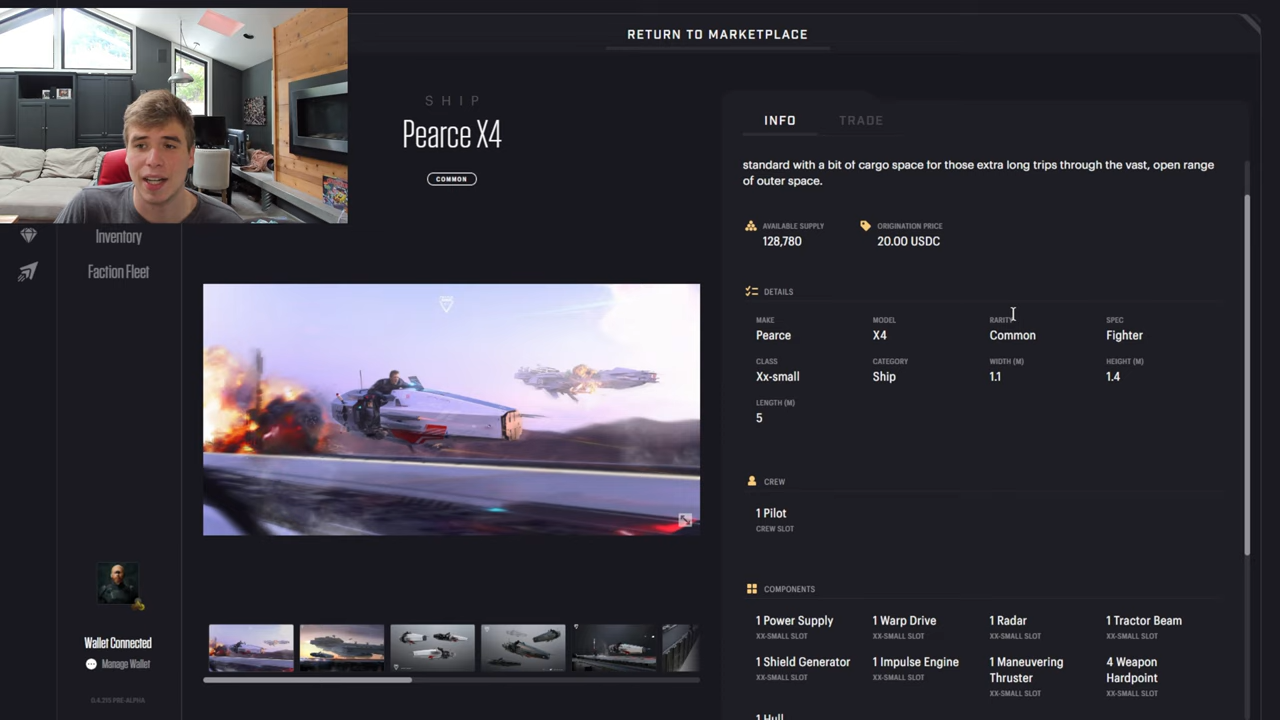 RETURN TO MARKETPLACE
SHIP
Pearce X4
COMMON
Inventory
Faction Fleet
Wallet Connected
Manage Wallet
INFO
TRADE
standard with a bit of cargo space for those extra long trips through the vast, open range
of outer space.
AVAILABLE SUPPLY
128,780
ORIGINATION PRICE
20.00 USDC
DETAILS
MAKE
Pearce
MODEL
X4
RARITY
Common
SPEC
Fighter
CLASS
Xx-small
CATEGORY
Ship
WIDTH (M)
1.1
HEIGHT (M)
1.4
LENGTH (M)
5
CREW
1 Pilot
CREW SLOT
COMPONENTS
1 Power Supply
XX-SMALL SLOT
1 Warp Drive
XX-SMALL SLOT
1 Radar
XX-SMALL SLOT
1 Tractor Beam
XX-SMALL SLOT
1 Shield Generator
XX-SMALL SLOT
1 Impulse Engine
XX-SMALL SLOT
1 Maneuvering
Thruster
XX-SMALL SLOT
4 Weapon
Hardpoint
XX-SMALL SLOT
1 Hull